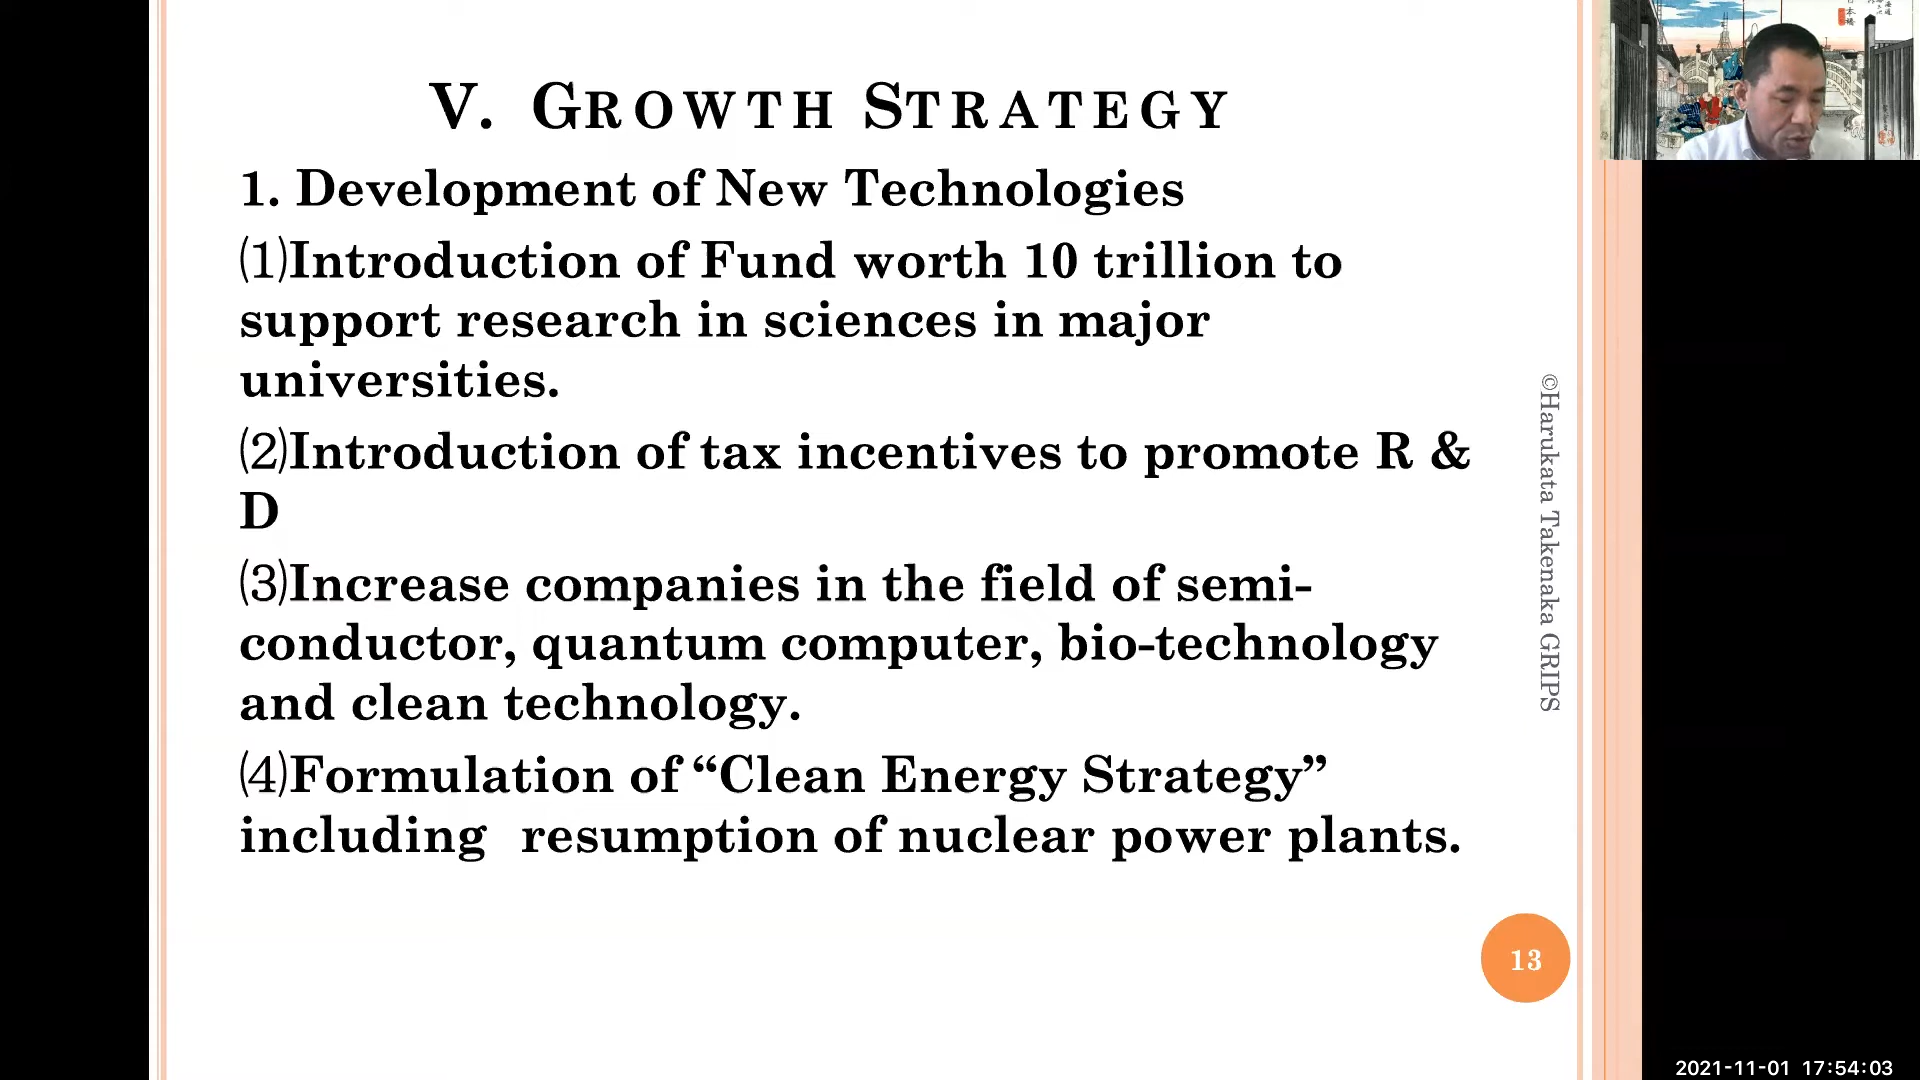 V. GROWTH STRATEGY
1. Development of New Technologies
⑴Introduction of Fund worth 10 trillion to
support research in sciences in major
universities.
⑵Introduction of tax incentives to promote R &
D
⑶Increase companies in the field of semi-
conductor, quantum computer, bio-technology
and clean technology.
⑷Formulation of “Clean Energy Strategy”
including resumption of nuclear power plants.
©Harukata Takenaka GRIPS
13
2021-11-01 17:54:03